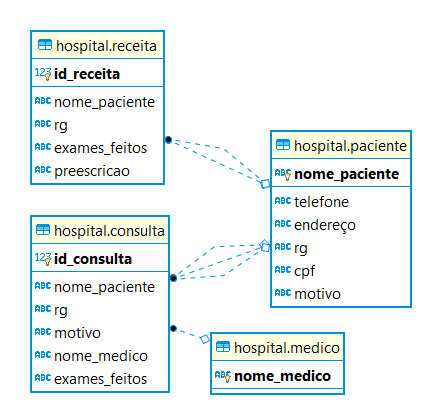 hospital.receita
123 id_receita
ABC nome_paciente
ABC rg
ABC exames_feitos
ABC preescricao
hospital.paciente
ABC nome_paciente
ABC telefone
ABC endereço
ABC rg
ABC cpf
ABC motivo
hospital.consulta
123 id_consulta
ABC nome_paciente
ABC rg
ABC motivo
ABC nome_medico
ABC exames_feitos
hospital.medico
ABC nome_medico